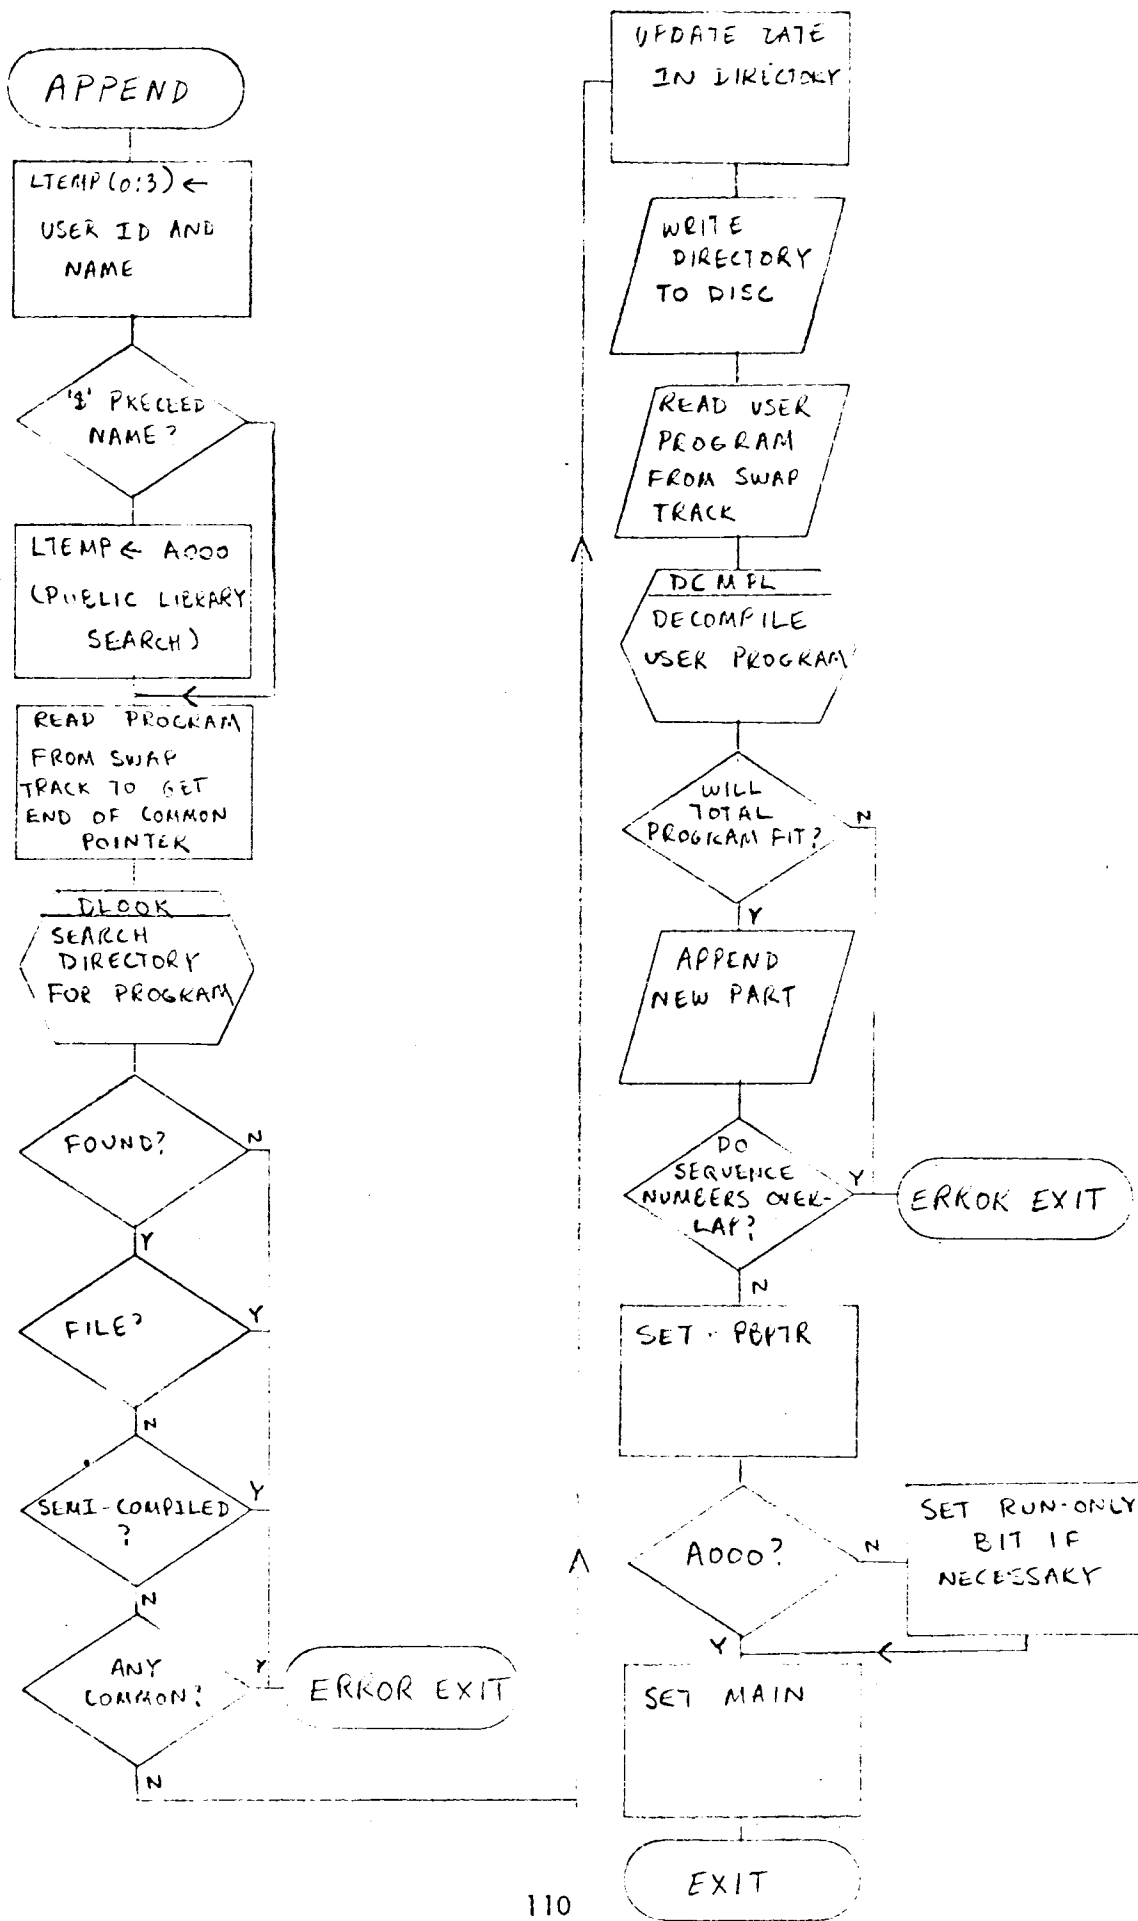 APPEND
LTEMP(0:3) ←
USER ID AND
NAME
'$' PRECEDED
NAME?
LTEMP ← A000
(PUBLIC LIBRARY
SEARCH)
READ PROGRAM
FROM SWAP
TRACK TO GET
END OF COMMON
POINTER
DLOOK
SEARCH
DIRECTORY
FOR PROGRAM
FOUND?
N
Y
FILE?
Y
N
SEMI-COMPILED
?
Y
N
ANY
COMMON?
Y
ERROR EXIT
N
UPDATE DATE
IN DIRECTORY
WRITE
DIRECTORY
TO DISC
READ USER
PROGRAM
FROM SWAP
TRACK
DCMPL
DECOMPILE
USER PROGRAM
WILL
TOTAL
PROGRAM FIT?
N
Y
APPEND
NEW PART
DO
SEQUENCE
NUMBERS OVER-
LAP?
Y
ERROR EXIT
N
SET PBPTR
A000?
N
SET RUN-ONLY
BIT IF
NECESSARY
Y
SET MAIN
EXIT
110